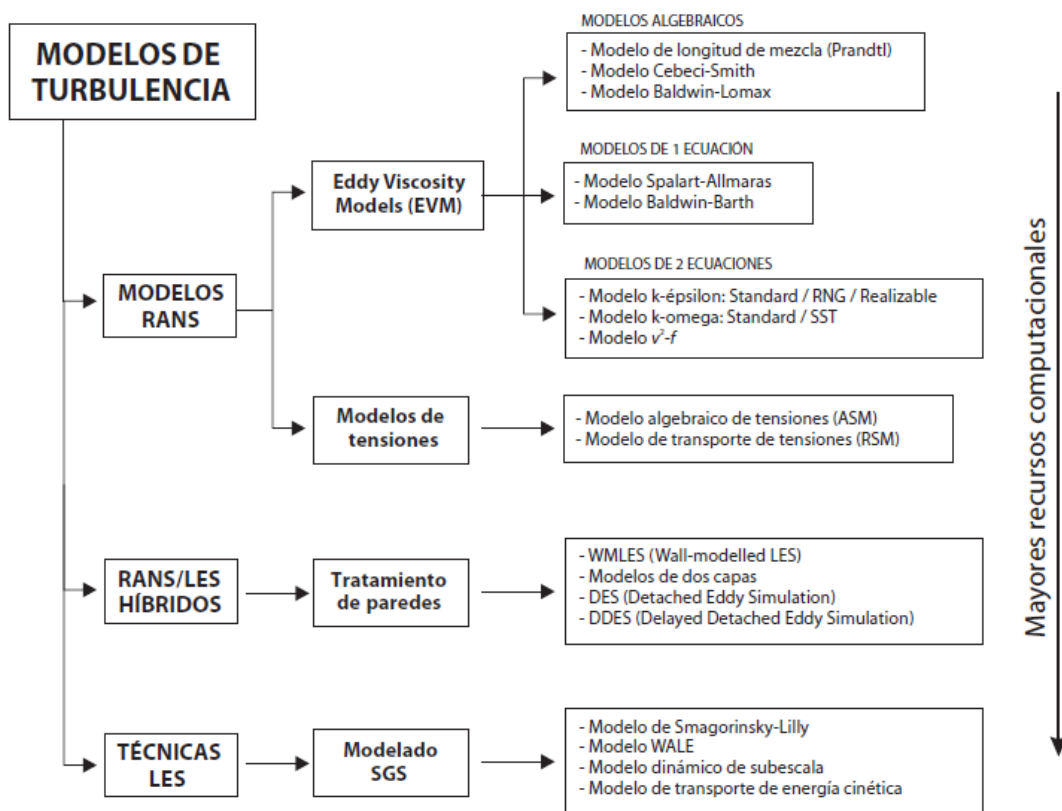 MODELOS DE
TURBULENCIA
MODELOS ALGEBRAICOS
- Modelo de longitud de mezcla (Prandtl)
- Modelo Cebeci-Smith
- Modelo Baldwin-Lomax
Eddy Viscosity
Models (EVM)
MODELOS DE 1 ECUACIÓN
- Modelo Spalart-Allmaras
- Modelo Baldwin-Barth
MODELOS DE 2 ECUACIONES
- Modelo k-épsilon: Standard / RNG / Realizable
- Modelo k-omega: Standard / SST
- Modelo v²-f
MODELOS
RANS
Modelos de
tensiones
- Modelo algebraico de tensiones (ASM)
- Modelo de transporte de tensiones (RSM)
RANS/LES
HÍBRIDOS
Tratamiento
de paredes
- WMLES (Wall-modelled LES)
- Modelos de dos capas
- DES (Detached Eddy Simulation)
- DDES (Delayed Detached Eddy Simulation)
TÉCNICAS
LES
Modelado
SGS
- Modelo de Smagorinsky-Lilly
- Modelo WALE
- Modelo dinámico de subescala
- Modelo de transporte de energía cinética
Mayores recursos computacionales